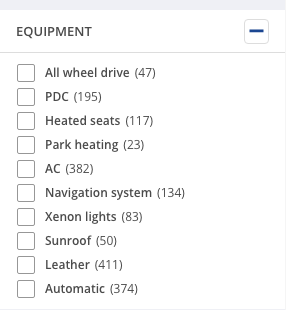 EQUIPMENT
All wheel drive (47)
PDC (195)
Heated seats (117)
Park heating (23)
AC (382)
Navigation system (134)
Xenon lights (83)
Sunroof (50)
Leather (411)
Automatic (374)